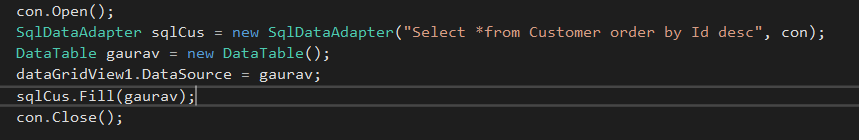 con.Open();
SqlDataAdapter sqlCus = new SqlDataAdapter("Select *from Customer order by Id desc", con);
DataTable gaurav = new DataTable();
dataGridView1.DataSource = gaurav;
sqlCus.Fill(gaurav);
con.Close();